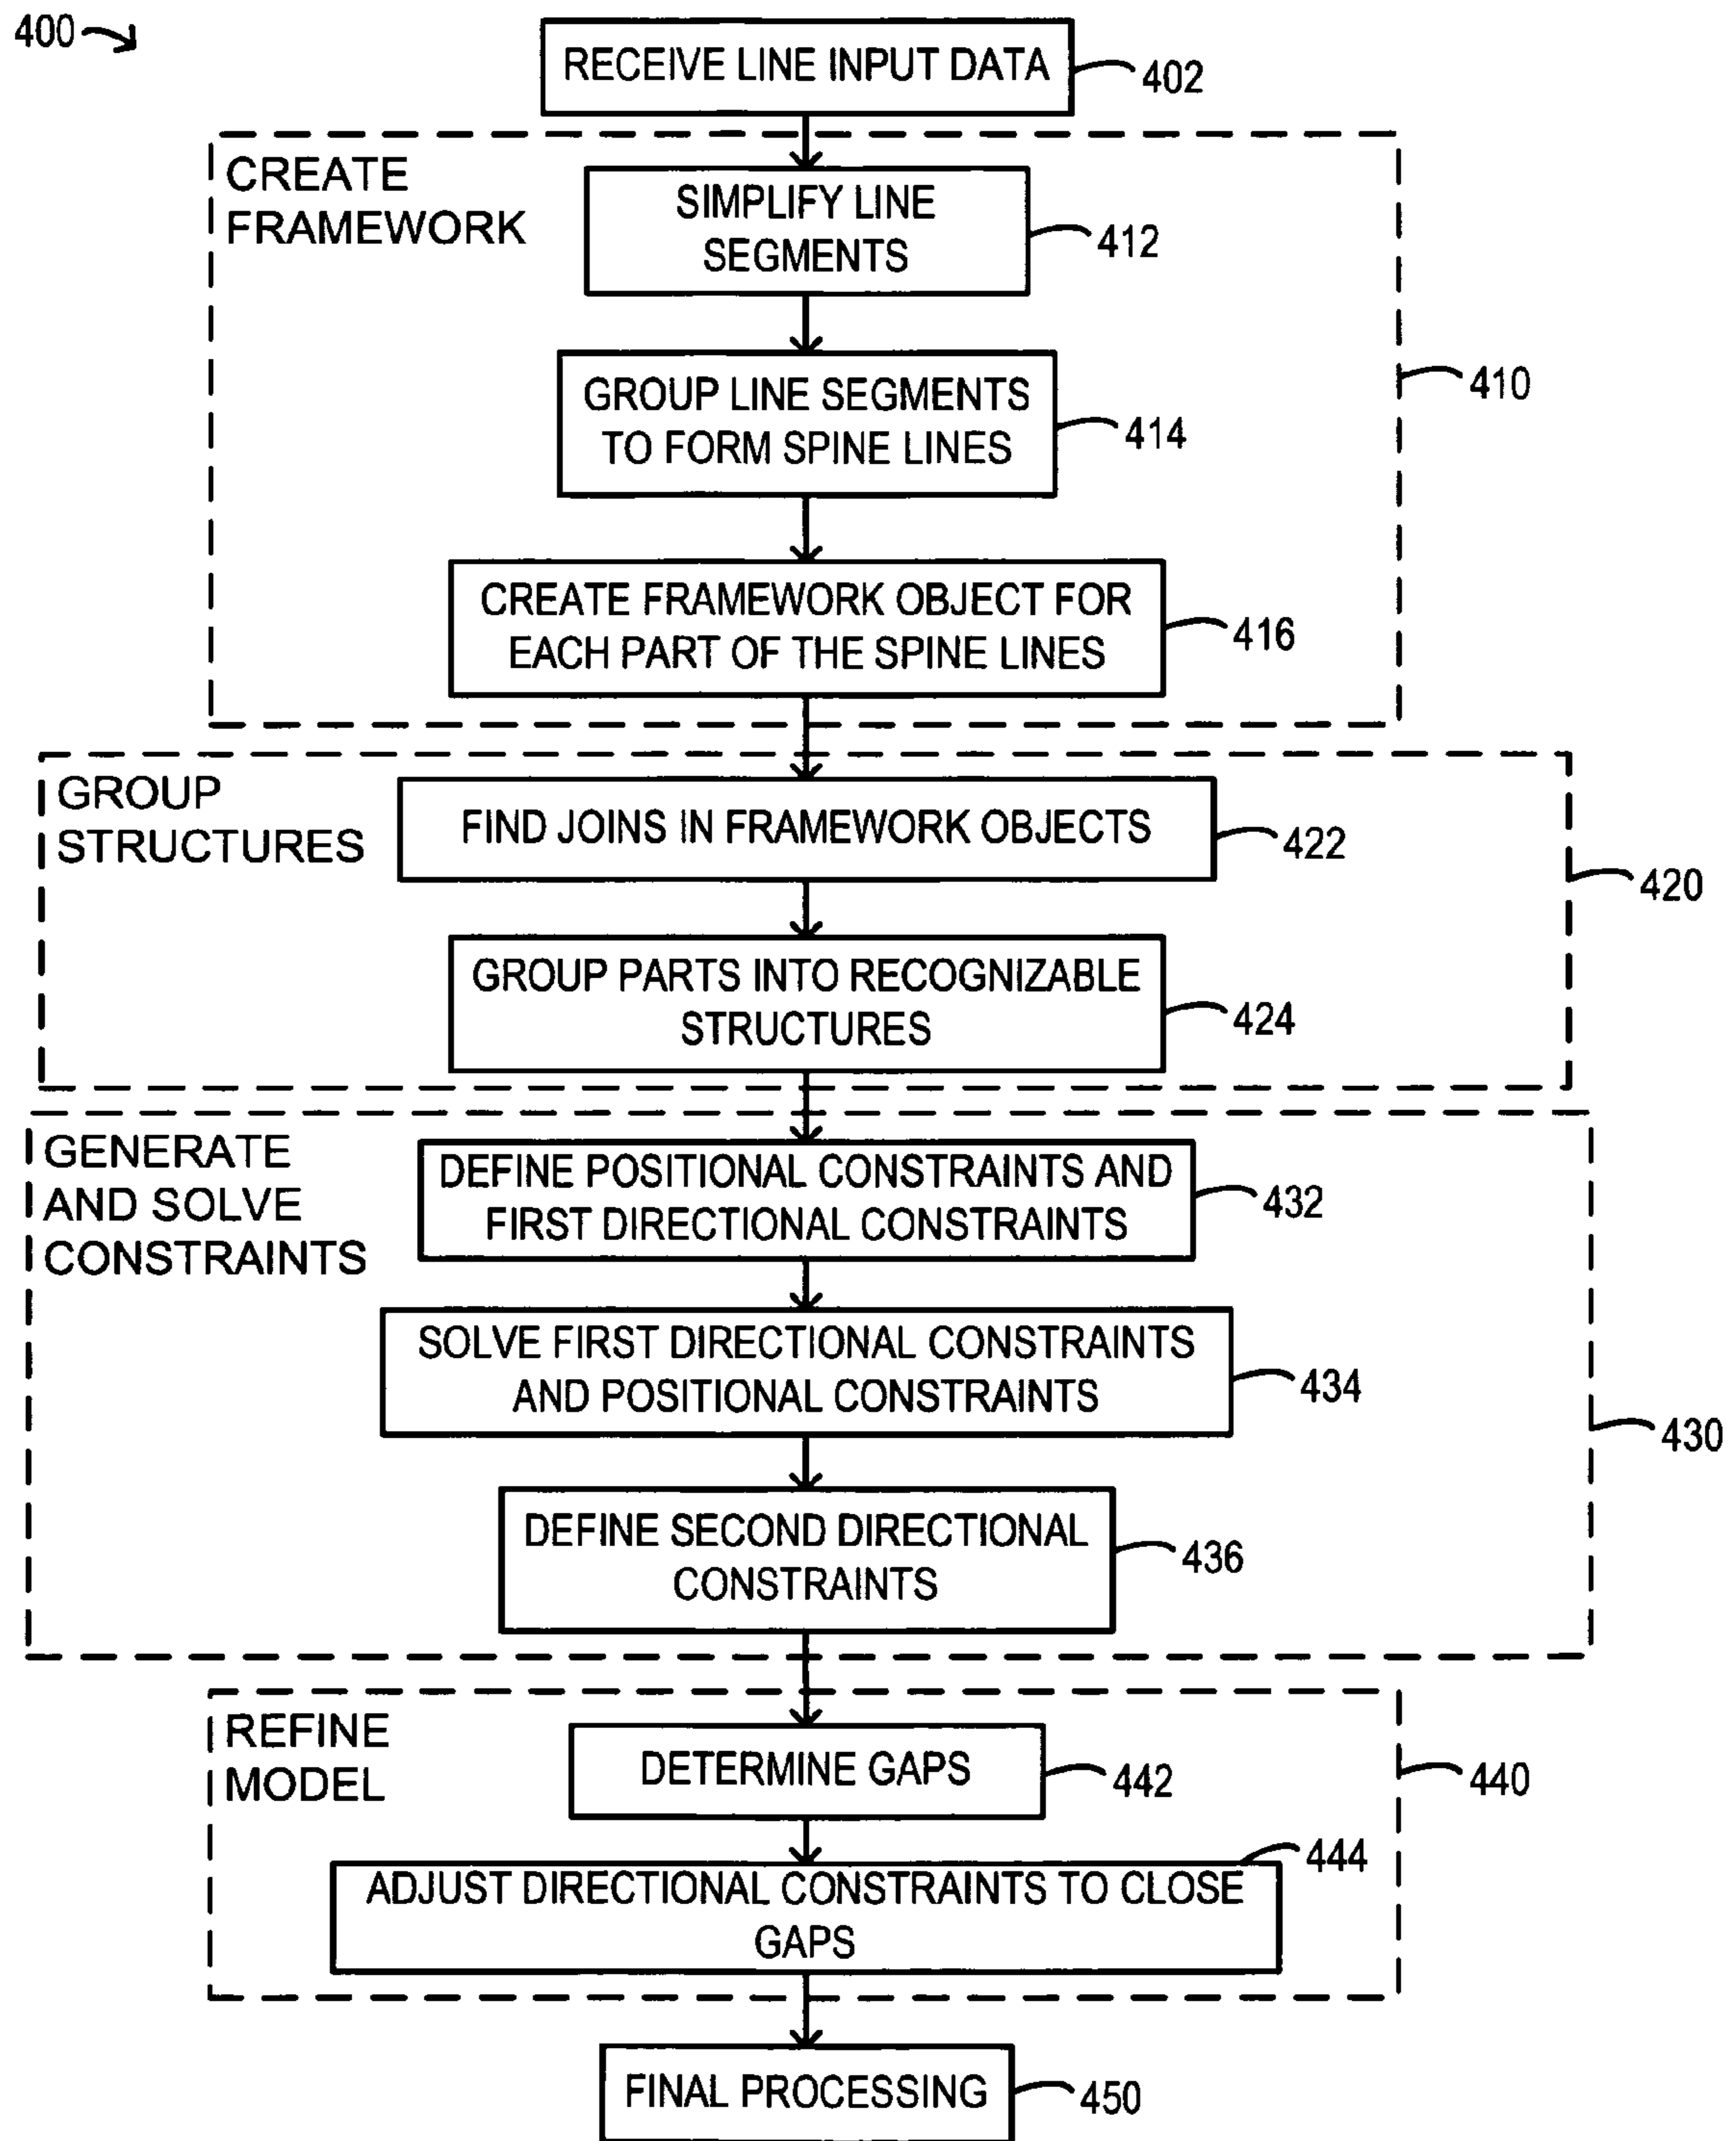 400
RECEIVE LINE INPUT DATA
402
CREATE
FRAMEWORK
SIMPLIFY LINE
SEGMENTS
412
GROUP LINE SEGMENTS
TO FORM SPINE LINES
414
410
CREATE FRAMEWORK OBJECT FOR
EACH PART OF THE SPINE LINES
416
GROUP
STRUCTURES
FIND JOINS IN FRAMEWORK OBJECTS
422
420
GROUP PARTS INTO RECOGNIZABLE
STRUCTURES
424
GENERATE
AND SOLVE
CONSTRAINTS
DEFINE POSITIONAL CONSTRAINTS AND
FIRST DIRECTIONAL CONSTRAINTS
432
SOLVE FIRST DIRECTIONAL CONSTRAINTS
AND POSITIONAL CONSTRAINTS
434
430
DEFINE SECOND DIRECTIONAL
CONSTRAINTS
436
REFINE
MODEL
DETERMINE GAPS
442
440
ADJUST DIRECTIONAL CONSTRAINTS TO CLOSE
GAPS
444
FINAL PROCESSING
450